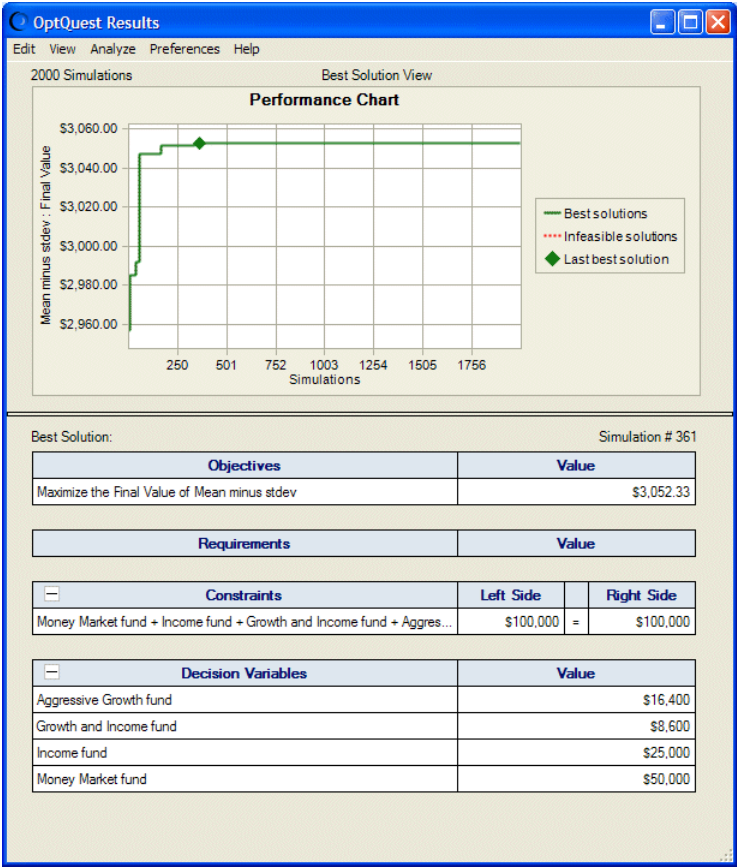 OptQuest Results
Edit View Analyze Preferences Help
2000 Simulations Best Solution View
Performance Chart
Mean minus stdev : Final Value
$3,060.00
$3,040.00
$3,020.00
$3,000.00
$2,980.00
$2,960.00
250 501 752 1003 1254 1505 1756
Simulations
Best solutions
Infeasible solutions
Last best solution
Best Solution: Simulation # 361
Objectives Value
Maximize the Final Value of Mean minus stdev $3,052.33
Requirements Value
Constraints Left Side Right Side
Money Market fund + Income fund + Growth and Income fund + Aggres... $100,000 = $100,000
Decision Variables Value
Aggressive Growth fund $16,400
Growth and Income fund $8,600
Income fund $25,000
Money Market fund $50,000